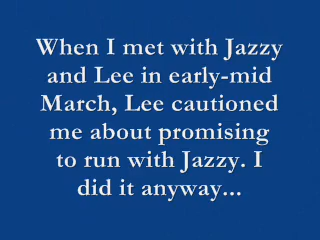 When I met with Jazzy
and Lee in early-mid
March, Lee cautioned
me about promising
to run with Jazzy. I
did it anyway...